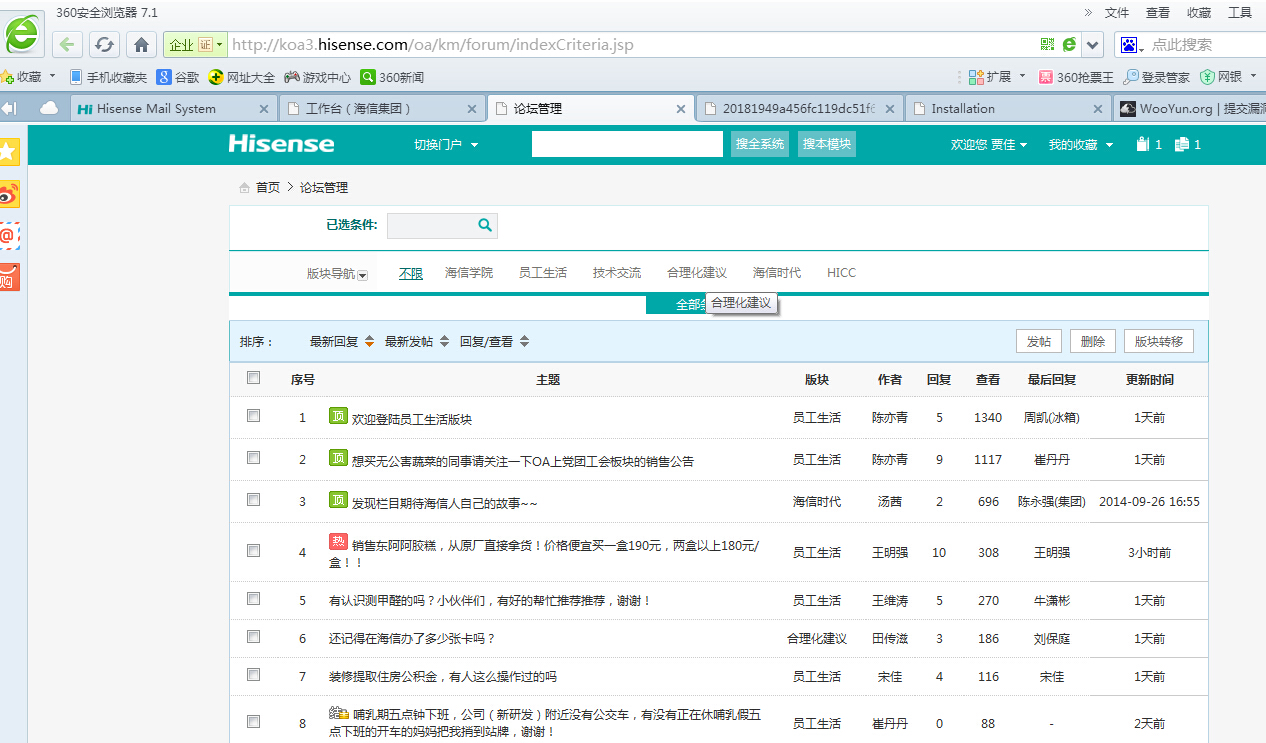 360安全浏览器 7.1
» 文件 查看 收藏 工具
企业 证 http://koa3.hisense.com/oa/km/forum/indexCriteria.jsp 点此搜索
收藏 手机收藏夹 谷歌 网址大全 游戏中心 360新闻 扩展 360抢票王 登录管家 网银
Hi Hisense Mail System 工作台（海信集团） 论坛管理 20181949a456fc119dc51f6 Installation WooYun.org | 提交漏洞
Hisense 切换门户 搜全系统 搜本模块 欢迎您 贾佳 我的收藏 1 1
首页 > 论坛管理
已选条件:
版块导航 不限 海信学院 员工生活 技术交流 合理化建议 海信时代 HICC
全部 合理化建议
排序： 最新回复 最新发帖 回复/查看 发帖 删除 版块转移
序号 主题 版块 作者 回复 查看 最后回复 更新时间
1 顶 欢迎登陆员工生活版块 员工生活 陈亦青 5 1340 周凯(冰箱) 1天前
2 顶 想买无公害蔬菜的同事请关注一下OA上党团工会板块的销售公告 员工生活 陈亦青 9 1117 崔丹丹 1天前
3 顶 发现栏目期待海信人自己的故事~~ 海信时代 汤茜 2 696 陈永强(集团) 2014-09-26 16:55
4 热 销售东阿阿胶糕，从原厂直接拿货！价格便宜买一盒190元，两盒以上180元/
盒！！ 员工生活 王明强 10 308 王明强 3小时前
5 有认识测甲醛的吗？小伙伴们，有好的帮忙推荐推荐，谢谢！ 员工生活 王维涛 5 270 牛潇彬 1天前
6 还记得在海信办了多少张卡吗？ 合理化建议 田传滋 3 186 刘保庭 1天前
7 装修提取住房公积金，有人这么操作过的吗 员工生活 宋佳 4 116 宋佳 1天前
8 哺乳期五点钟下班，公司（新研发）附近没有公交车，有没有正在休哺乳假五
点下班的开车的妈妈把我捎到站牌，谢谢！ 员工生活 崔丹丹 0 88 - 2天前